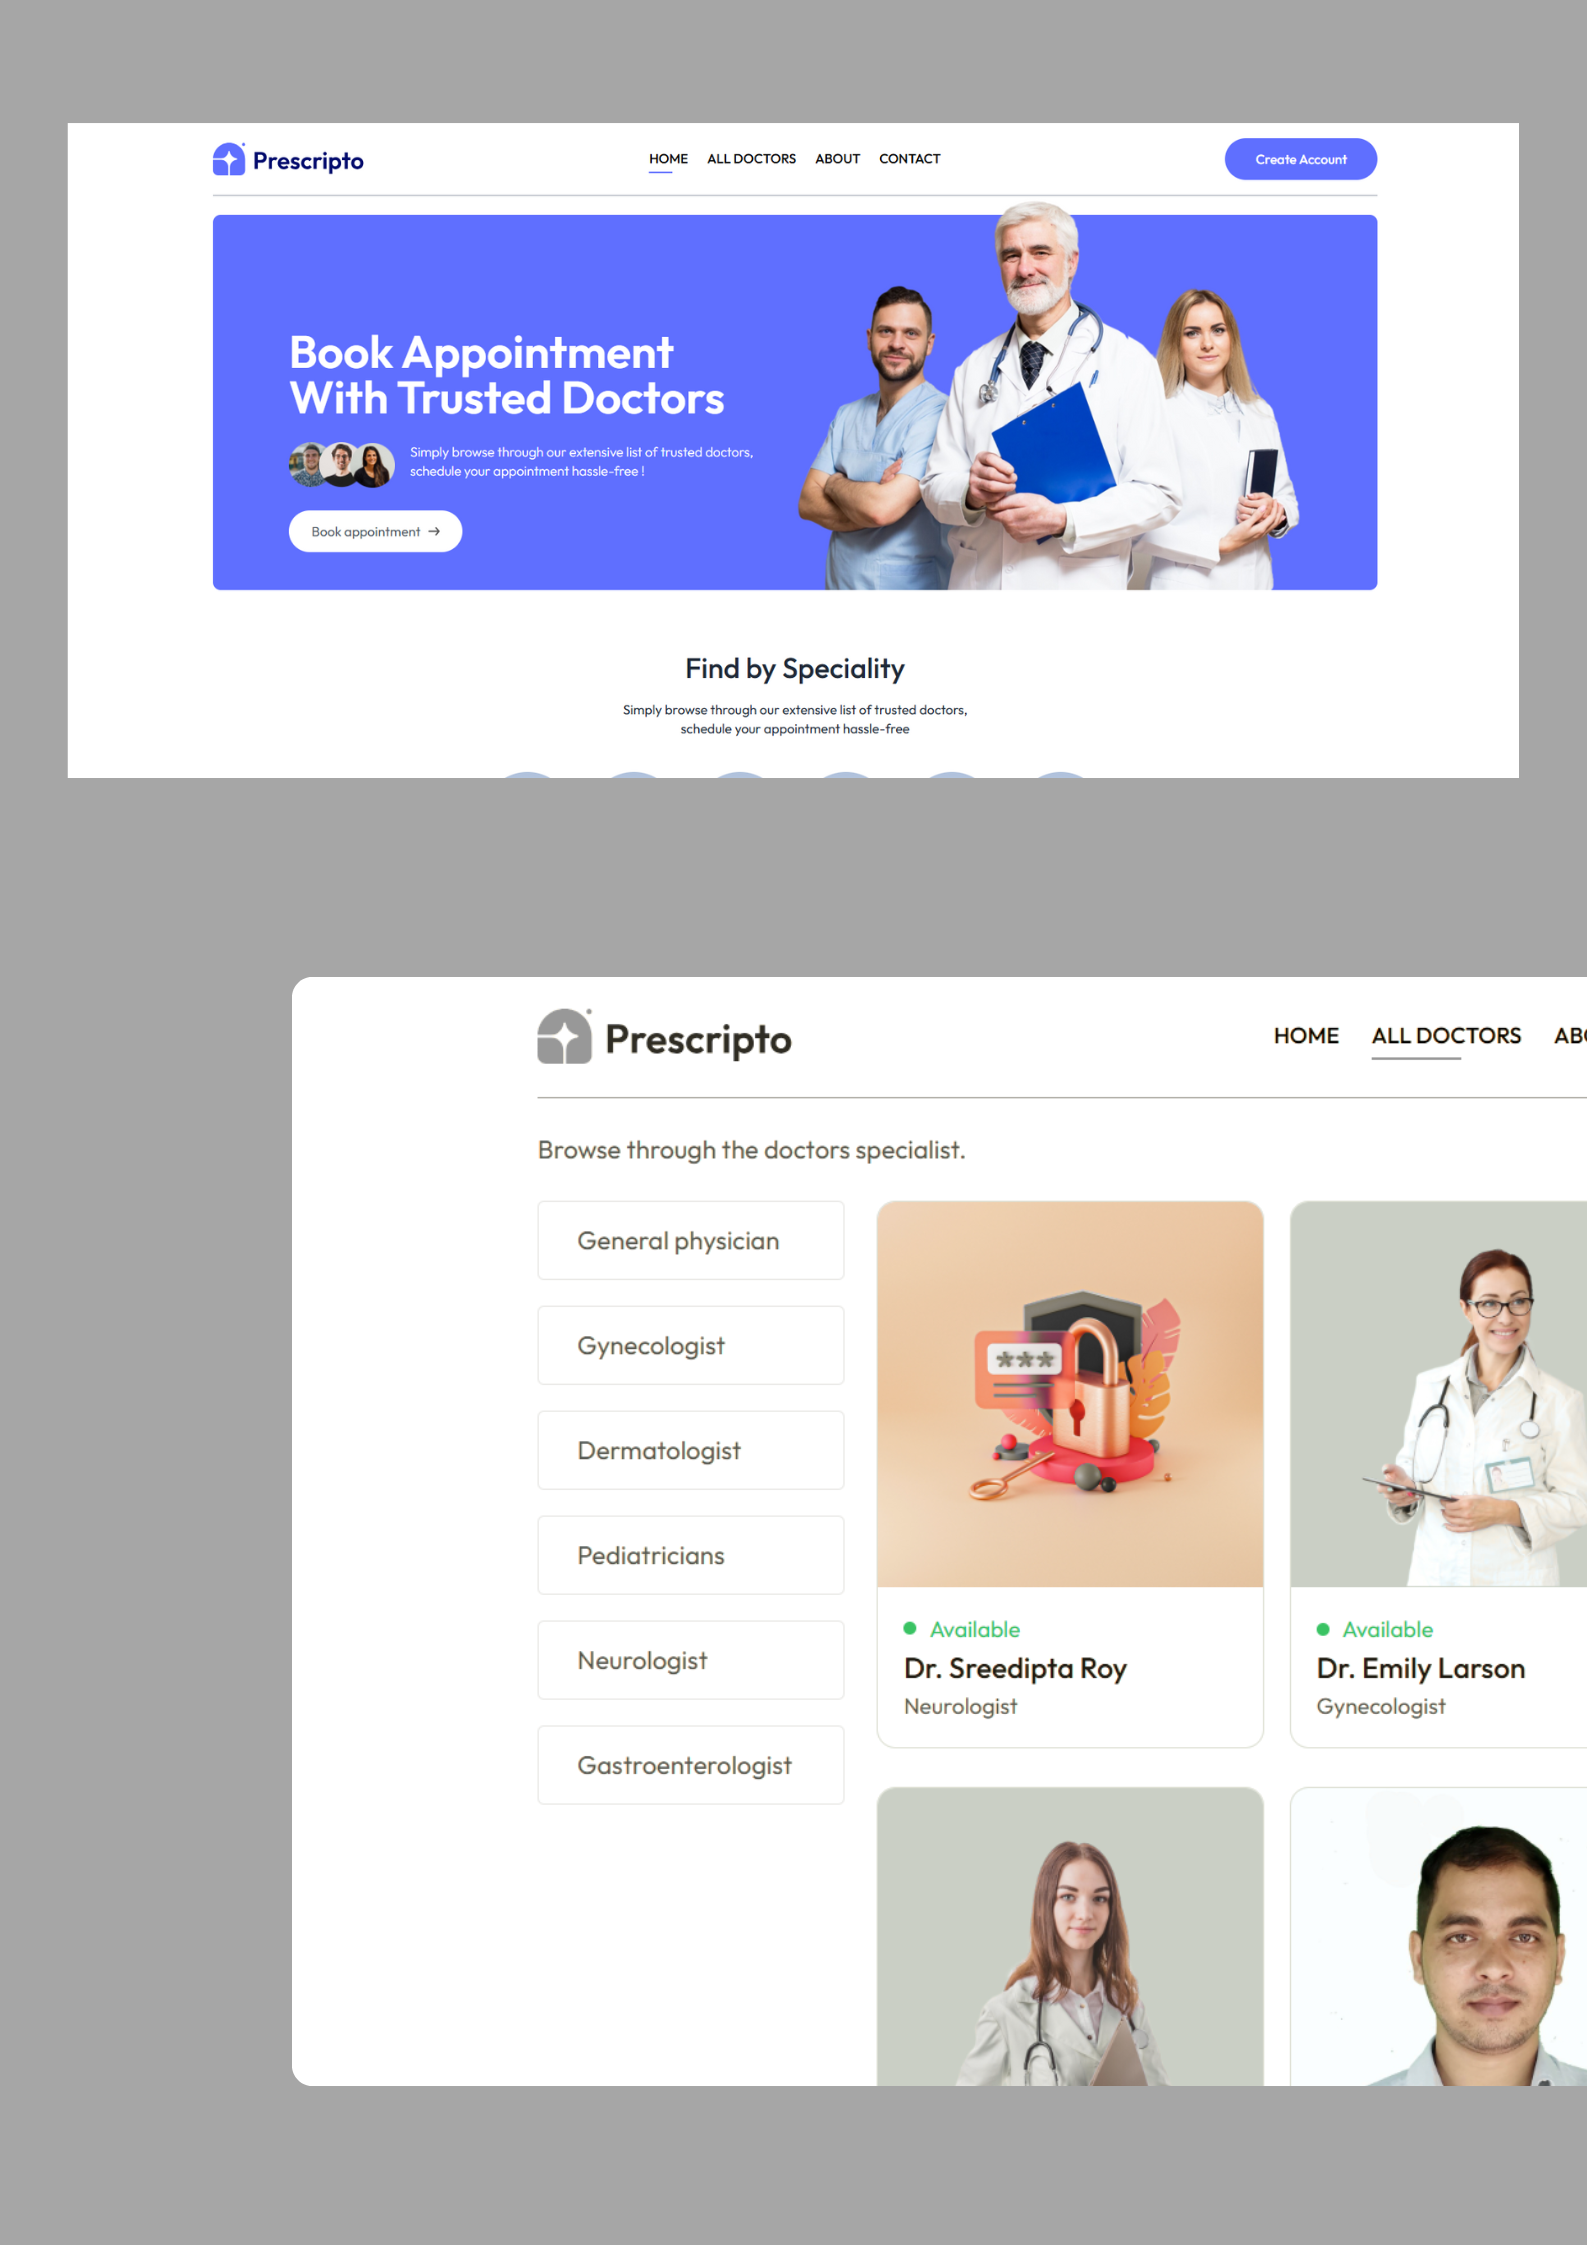 Prescripto
HOME ALL DOCTORS ABOUT CONTACT
Create Account
Book Appointment
With Trusted Doctors
Simply browse through our extensive list of trusted doctors,
schedule your appointment hassle-free !
Book appointment →
Find by Speciality
Simply browse through our extensive list of trusted doctors,
schedule your appointment hassle-free
Prescripto
HOME ALL DOCTORS
Browse through the doctors specialist.
General physician
Gynecologist
Dermatologist
Pediatricians
Neurologist
Gastroenterologist
***
Available
Dr. Sreedipta Roy
Neurologist
Available
Dr. Emily Larson
Gynecologist